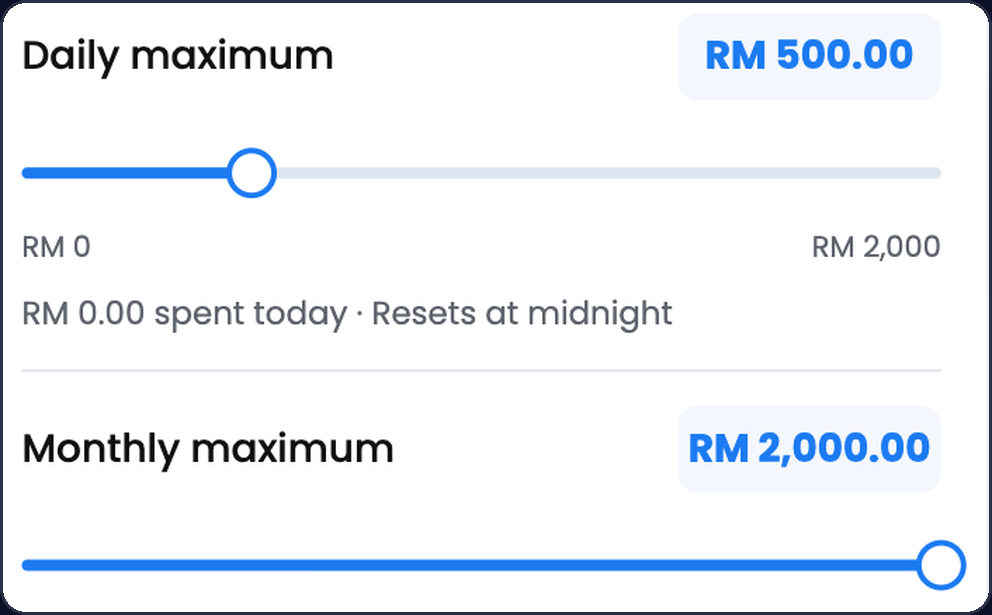 Daily maximum RM 500.00
RM 0 RM 2,000
RM 0.00 spent today · Resets at midnight
Monthly maximum RM 2,000.00